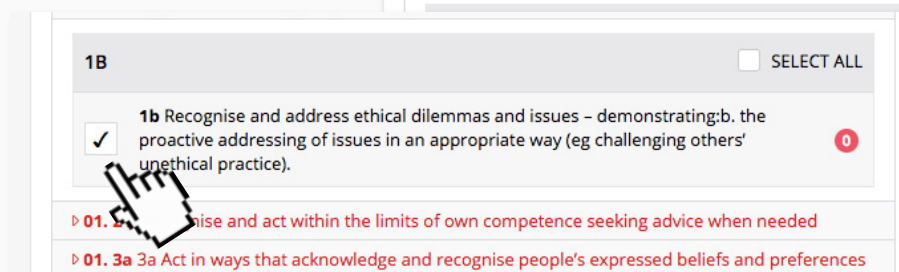 1B SELECT ALL
1b Recognise and address ethical dilemmas and issues – demonstrating:b. the
proactive addressing of issues in an appropriate way (eg challenging others'
unethical practice).
0
▷ 01. nise and act within the limits of own competence seeking advice when needed
▷ 01. 3a 3a Act in ways that acknowledge and recognise people's expressed beliefs and preferences